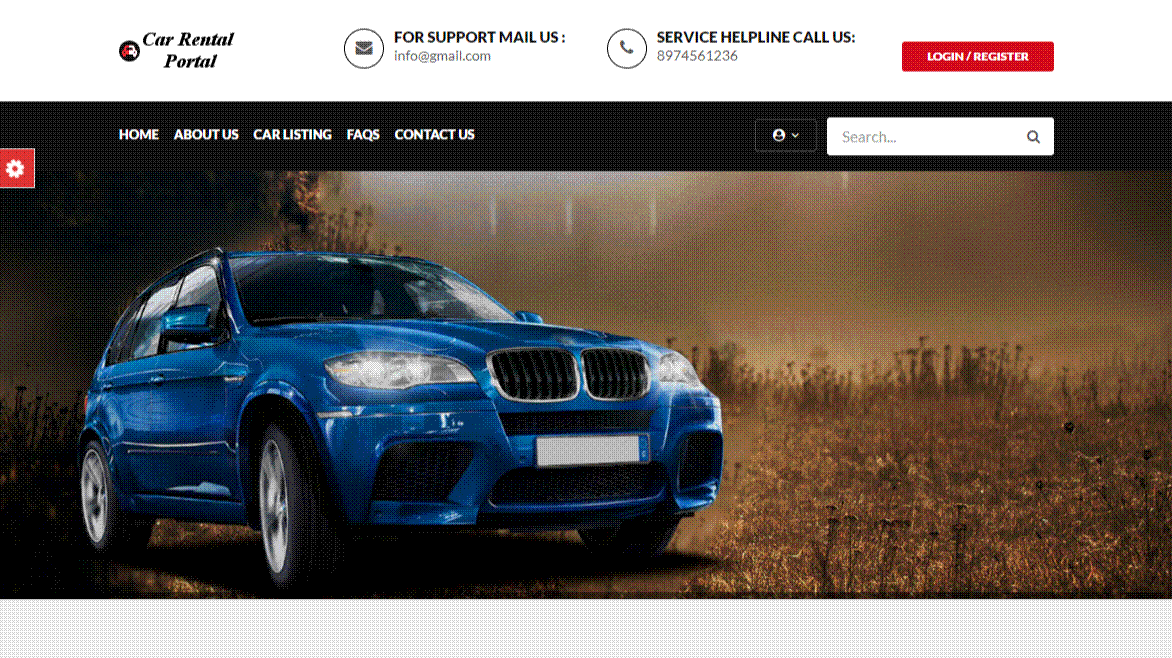 Car Rental
Portal
FOR SUPPORT MAIL US :
info@gmail.com
SERVICE HELPLINE CALL US:
8974561236
LOGIN / REGISTER
HOME
ABOUT US
CAR LISTING
FAQS
CONTACT US
Search...